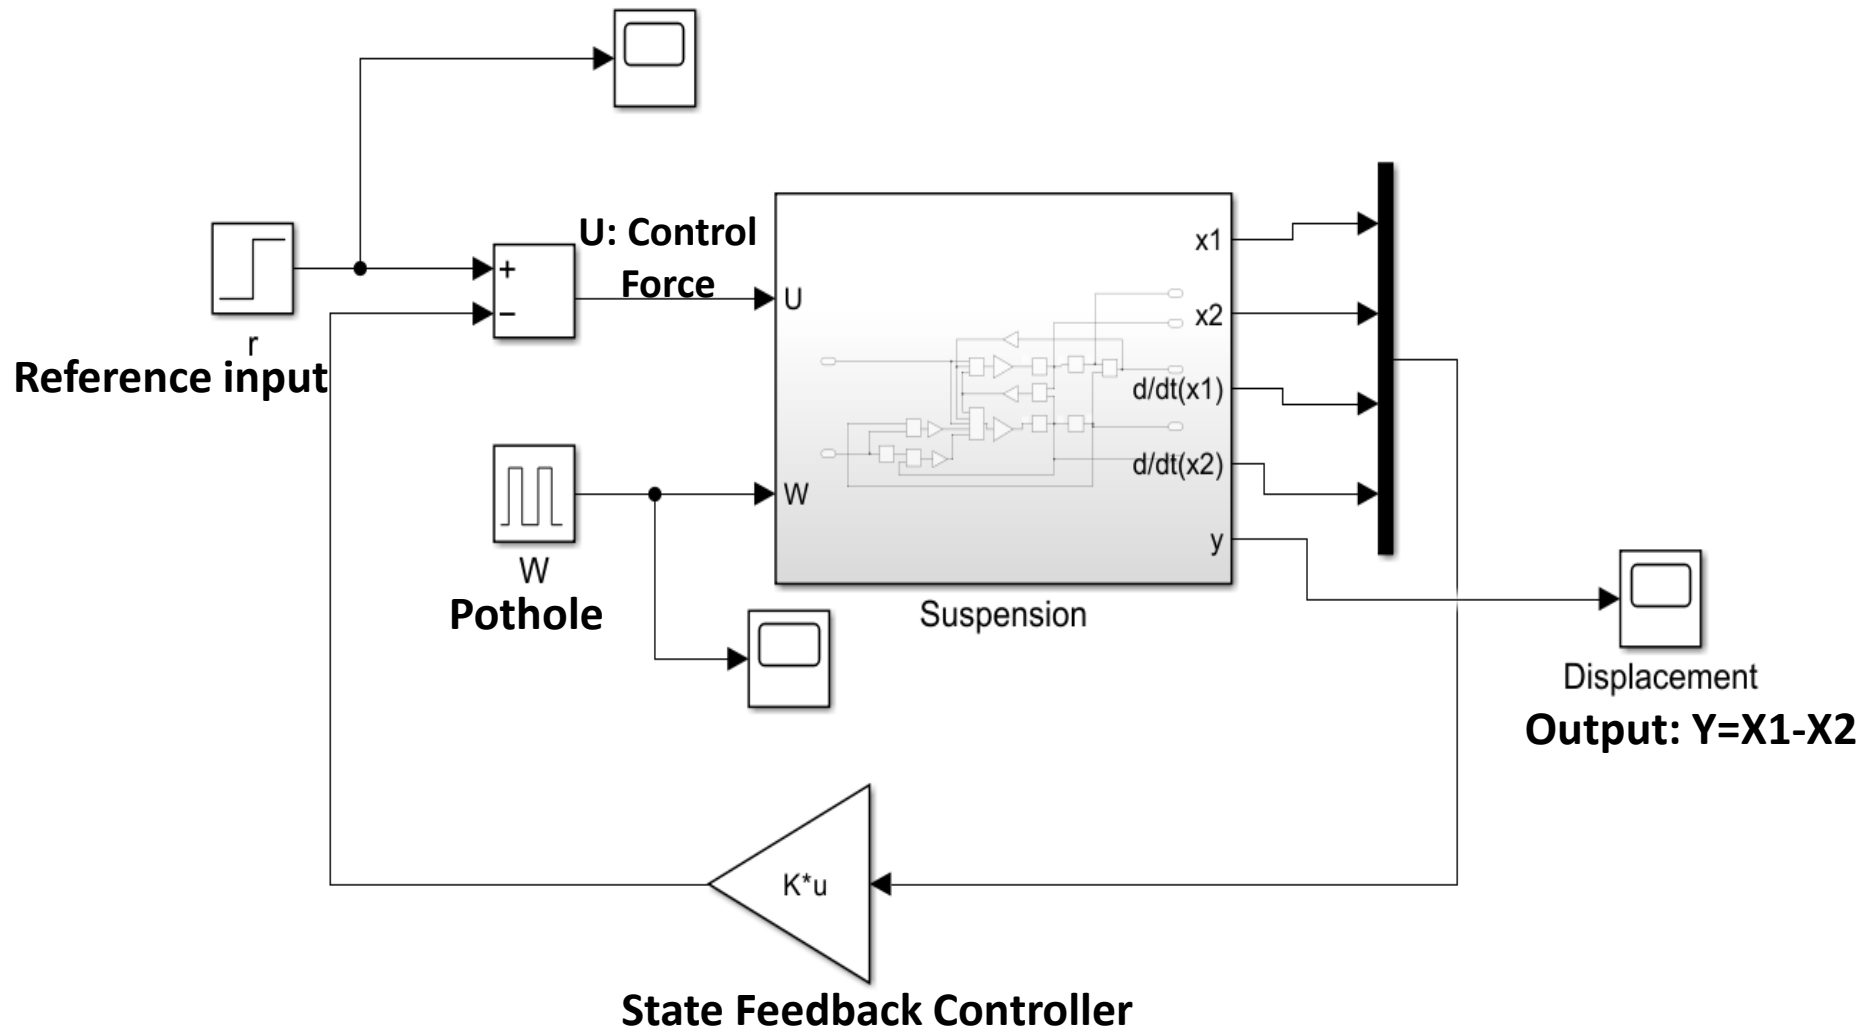 U: Control
Force
+
−
r
Reference input
U
W
x1
x2
d/dt(x1)
d/dt(x2)
y
W
Pothole
Suspension
Displacement
Output: Y=X1-X2
K*u
State Feedback Controller